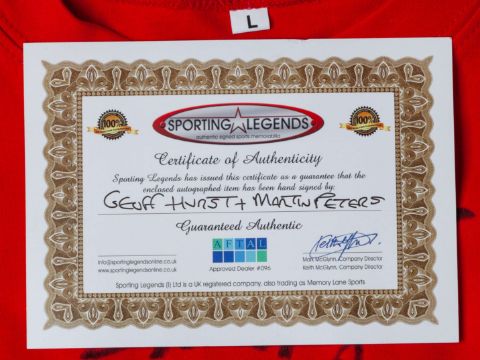 L
SPORTING LEGENDS
authentic signed sports memorabilia
100%
100%
Certificate of Authenticity
Sporting Legends has issued this certificate as a guarantee that the
enclosed autographed item has been hand signed by:
GEOFF HURST + MARTIN PETERS
Guaranteed Authentic
AFTAL
Approved Dealer #096
info@sportinglegendsonline.co.uk
www.sportinglegendsonline.co.uk
Mark McGlynn, Company Director
Keith McGlynn, Company Director
Sporting Legends (I) Ltd is a UK registered company, also trading as Memory Lane Sports